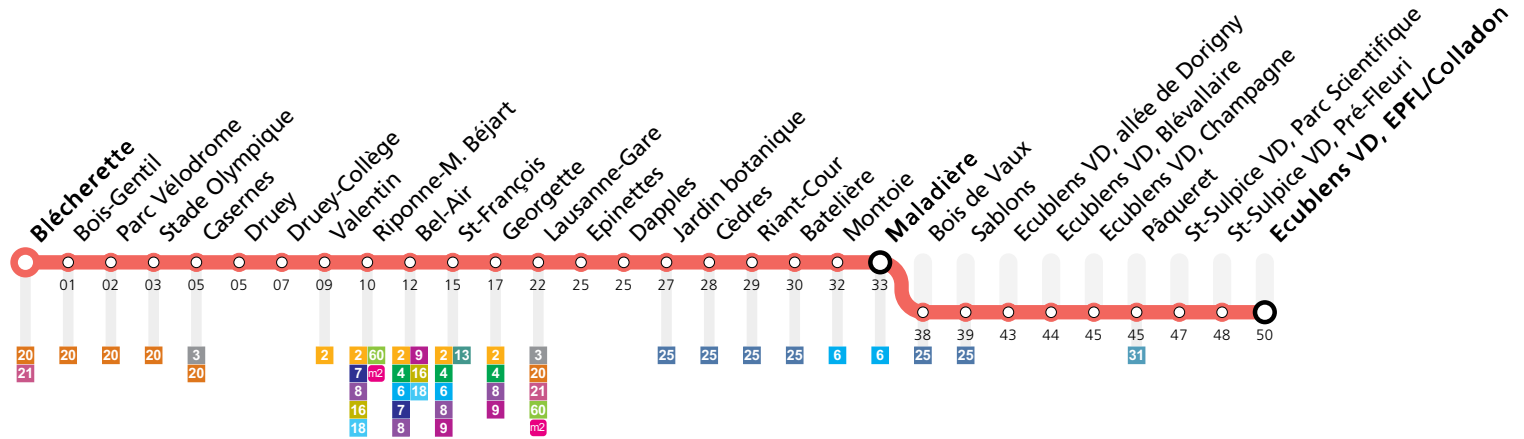 Blécherette
Bois-Gentil
Parc Vélodrome
Stade Olympique
Casernes
Druey
Druey-Collège
Valentin
Riponne-M. Béjart
Bel-Air
St-François
Georgette
Lausanne-Gare
Epinettes
Dapples
Jardin botanique
Cèdres
Riant-Cour
Batelière
Montoie
Maladière
Bois de Vaux
Sablons
Ecublens VD, allée de Dorigny
Ecublens VD, Blévallaire
Ecublens VD, Champagne
Pâqueret
St-Sulpice VD, Parc Scientifique
St-Sulpice VD, Pré-Fleuri
Ecublens VD, EPFL/Colladon
01 02 03 05 05 07 09 10 12 15 17 22 25 25 27 28 29 30 32 33
38 39 43 44 45 45 47 48 50
20 20 20 20 3 2 2 60 2 9 2 13 2 3 25 25 25 25 6 6 25 25 31
21 20 7 m2 4 16 4 4 20
8 6 18 6 8 21
16 7 8 9 60
18 8 9 m2